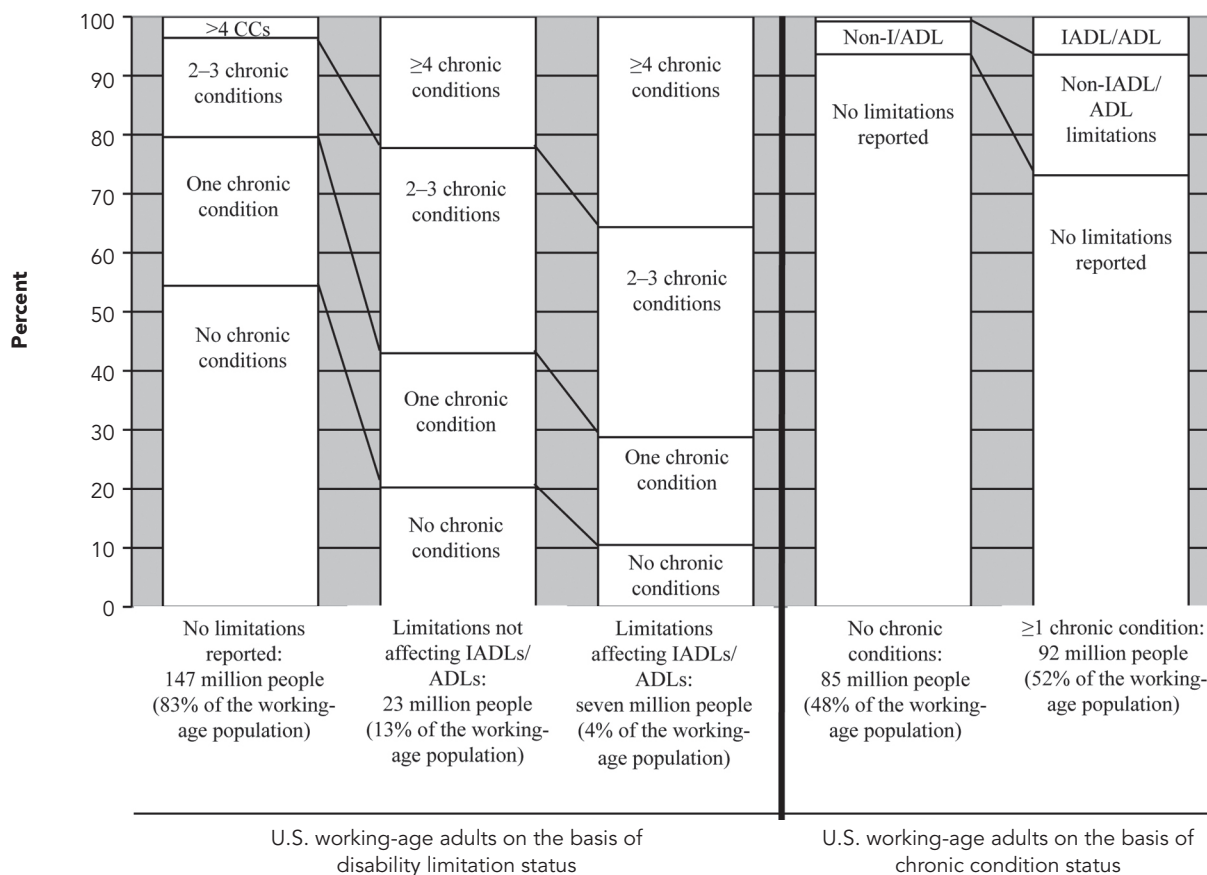 Percent
100
90
80
70
60
50
40
30
20
10
0
>4 CCs
2–3 chronic
conditions
One chronic
condition
No chronic
conditions
≥4 chronic
conditions
2–3 chronic
conditions
One chronic
condition
No chronic
conditions
≥4 chronic
conditions
2–3 chronic
conditions
One chronic
condition
No chronic
conditions
Non-I/ADL
No limitations
reported
IADL/ADL
Non-IADL/
ADL
limitations
No limitations
reported
No limitations
reported:
147 million people
(83% of the working-
age population)
Limitations not
affecting IADLs/
ADLs:
23 million people
(13% of the working-
age population)
Limitations
affecting IADLs/
ADLs:
seven million people
(4% of the working-
age population)
No chronic
conditions:
85 million people
(48% of the working-
age population)
≥1 chronic condition:
92 million people
(52% of the working-
age population)
U.S. working-age adults on the basis of
disability limitation status
U.S. working-age adults on the basis of
chronic condition status